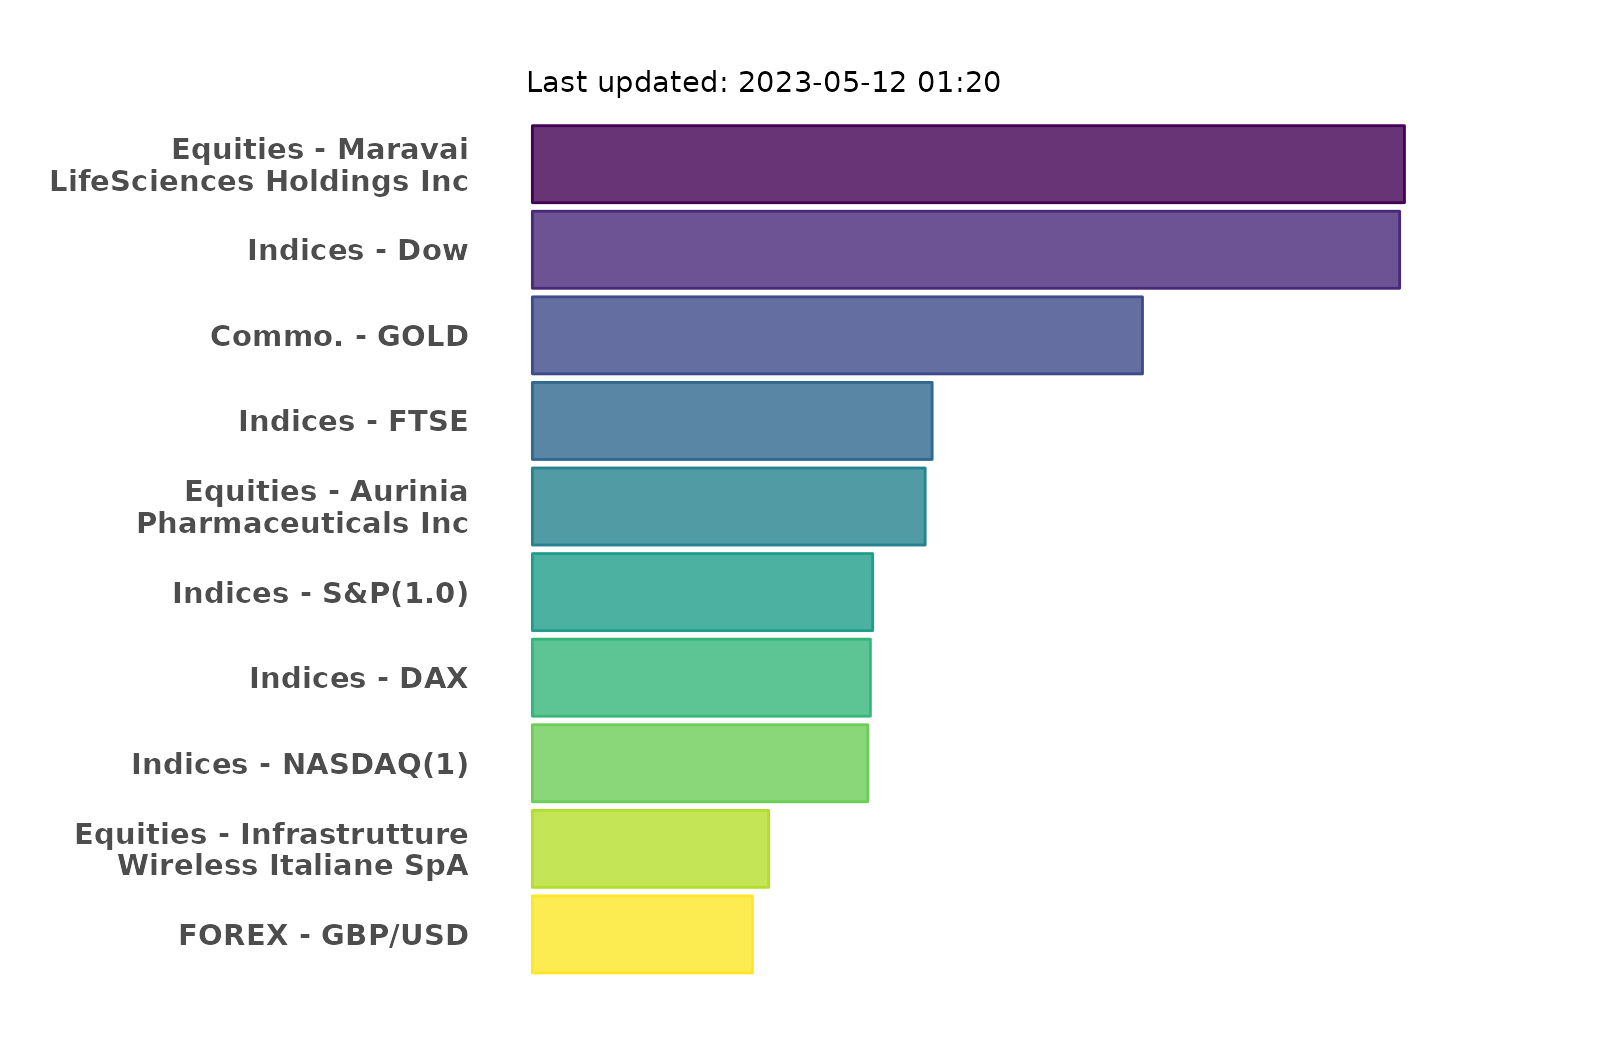 Last updated: 2023-05-12 01:20
Equities - Maravai
LifeSciences Holdings Inc
Indices - Dow
Commo. - GOLD
Indices - FTSE
Equities - Aurinia
Pharmaceuticals Inc
Indices - S&P(1.0)
Indices - DAX
Indices - NASDAQ(1)
Equities - Infrastrutture
Wireless Italiane SpA
FOREX - GBP/USD